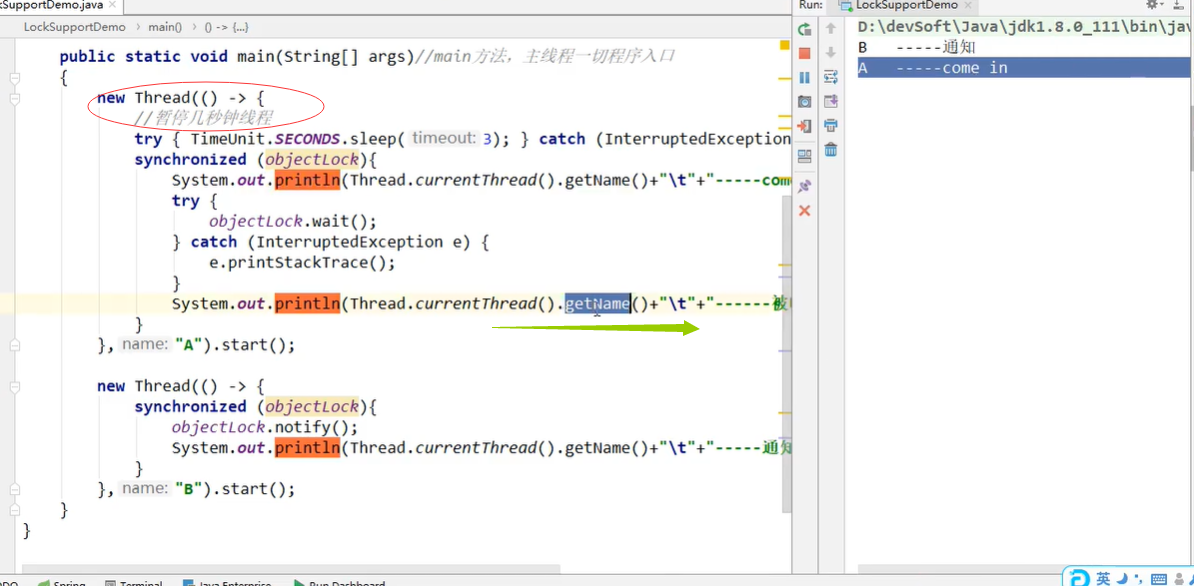 LockSupportDemo.java ×
Run: LockSupportDemo ×
LockSupportDemo › main() › () -> {...}
public static void main(String[] args)//main方法，主线程一切程序入口
{
new Thread(() -> {
//暂停几秒钟线程
try { TimeUnit.SECONDS.sleep( timeout: 3); } catch (InterruptedException
synchronized (objectLock){
System.out.println(Thread.currentThread().getName()+"\t"+"-----com
try {
objectLock.wait();
} catch (InterruptedException e) {
e.printStackTrace();
}
System.out.println(Thread.currentThread().getName()+"\t"+"------被
}
}, name: "A").start();
new Thread(() -> {
synchronized (objectLock){
objectLock.notify();
System.out.println(Thread.currentThread().getName()+"\t"+"-----通知
}
}, name: "B").start();
}
}
D:\devSoft\Java\jdk1.8.0_111\bin\jav
B -----通知
A -----come in
Spring Terminal Java Enterprise Run Dashboard
英